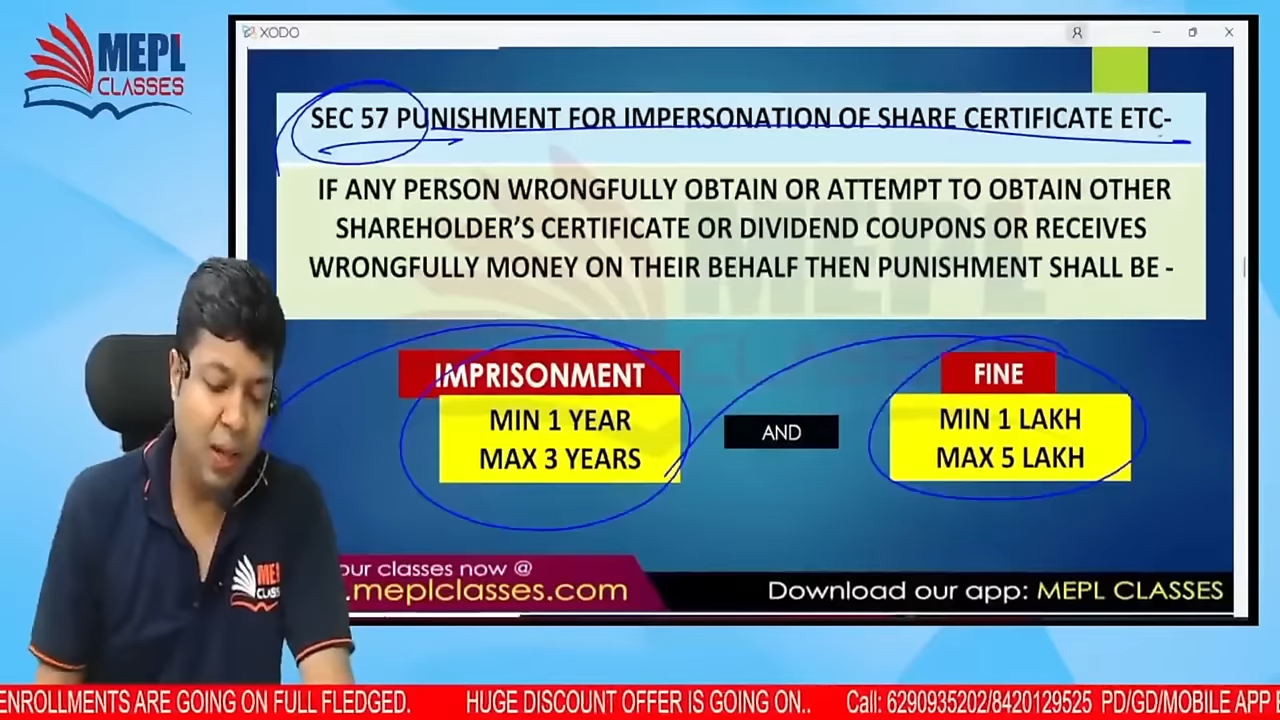 MEPL
CLASSES
XODO
SEC 57 PUNISHMENT FOR IMPERSONATION OF SHARE CERTIFICATE ETC-
IF ANY PERSON WRONGFULLY OBTAIN OR ATTEMPT TO OBTAIN OTHER
SHAREHOLDER'S CERTIFICATE OR DIVIDEND COUPONS OR RECEIVES
WRONGFULLY MONEY ON THEIR BEHALF THEN PUNISHMENT SHALL BE -
MEPL
CLASSES
IMPRISONMENT
MIN 1 YEAR
MAX 3 YEARS
AND
FINE
MIN 1 LAKH
MAX 5 LAKH
MEPL
CLASSES
our classes now @
.meplclasses.com
Download our app: MEPL CLASSES
ENROLLMENTS ARE GOING ON FULL FLEDGED. HUGE DISCOUNT OFFER IS GOING ON.. Call: 6290935202/8420129525 PD/GD/MOBILE APP